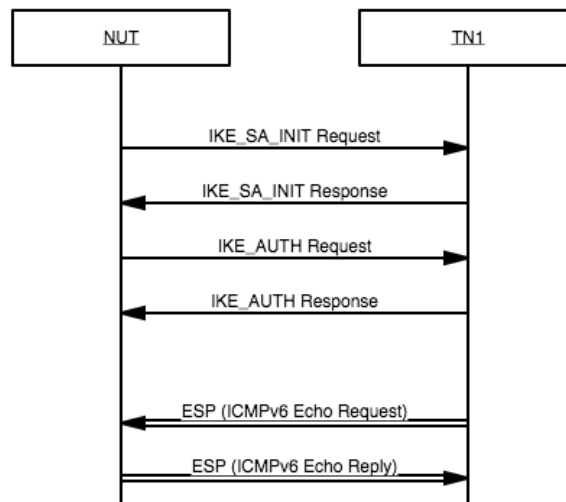 NUT
TN1
IKE_SA_INIT Request
IKE_SA_INIT Response
IKE_AUTH Request
IKE_AUTH Response
ESP (ICMPv6 Echo Request)
ESP (ICMPv6 Echo Reply)